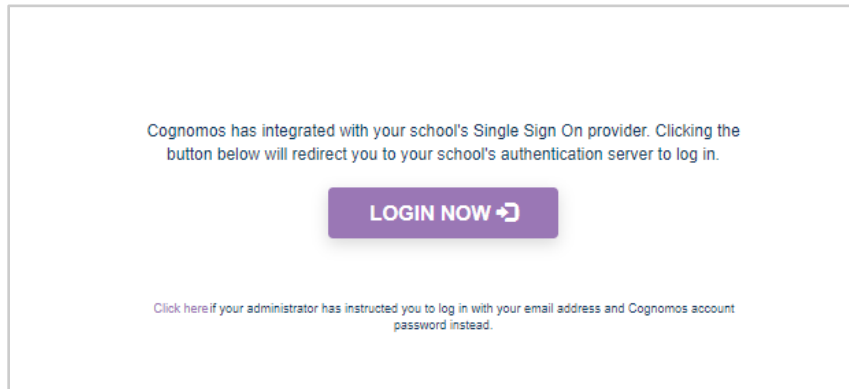 Cognomos has integrated with your school's Single Sign On provider. Clicking the
button below will redirect you to your school's authentication server to log in.
LOGIN NOW
Click here if your administrator has instructed you to log in with your email address and Cognomos account
password instead.